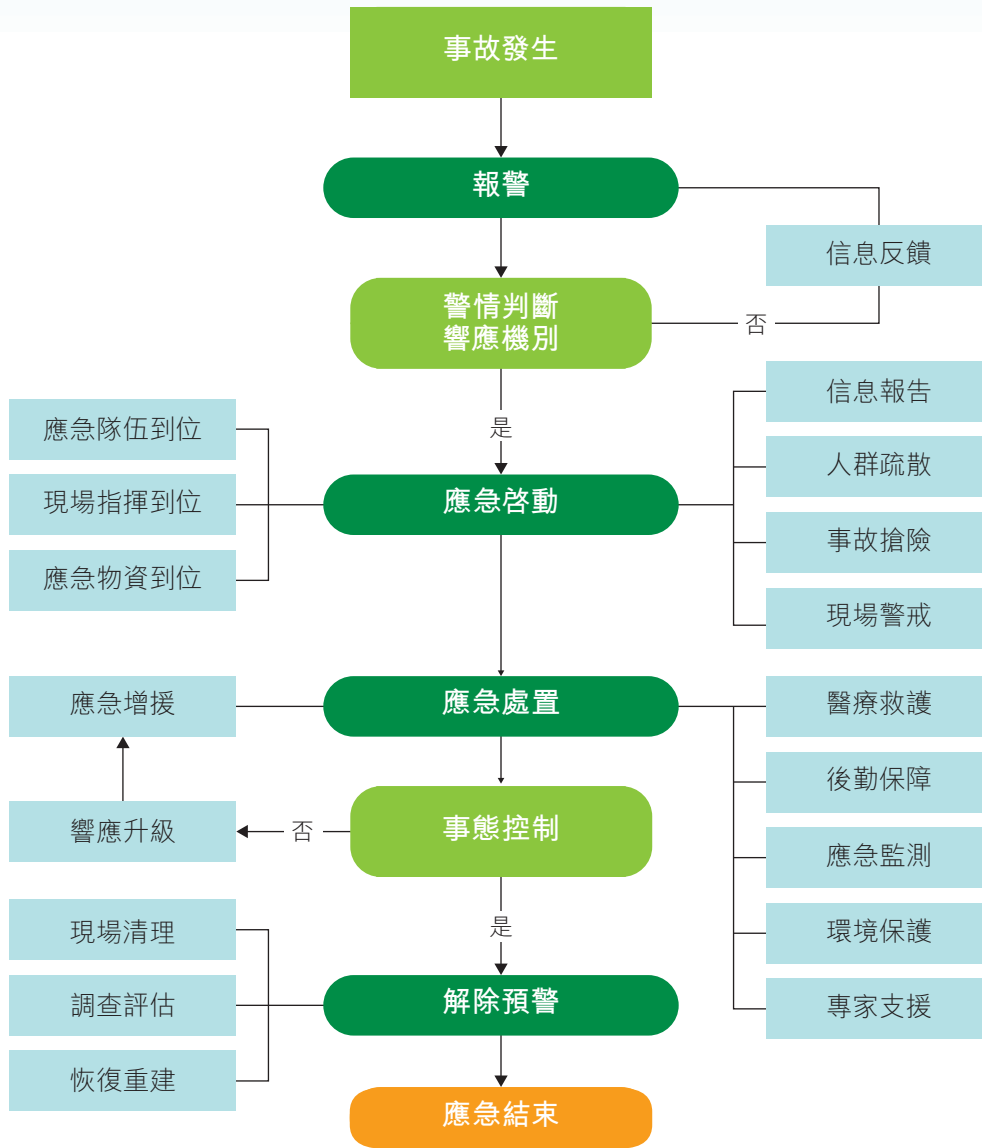 事故發生
報警
信息反饋
警情判斷
響應機別
否
信息報告
是
應急隊伍到位
人群疏散
現場指揮到位
應急啓動
事故搶險
應急物資到位
現場警戒
應急增援
應急處置
醫療救護
後勤保障
響應升級
否
事態控制
應急監測
是
現場清理
環境保護
調查評估
解除預警
專家支援
恢復重建
應急結束